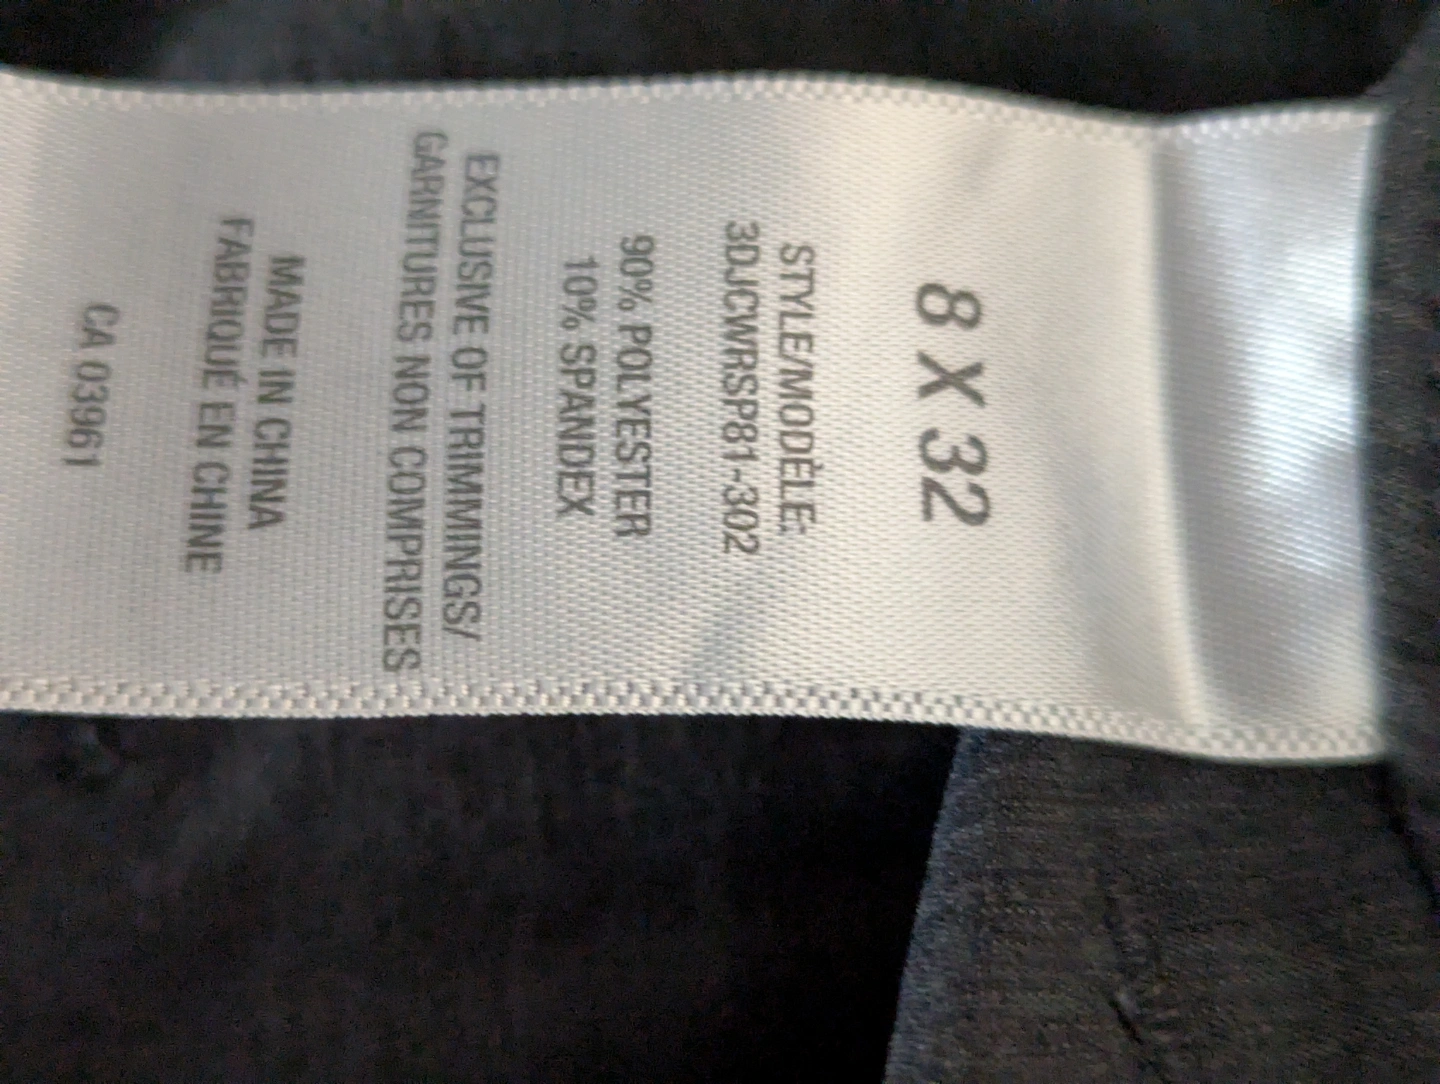 8 X 32
STYLE/MODÈLE:
3DJCWRSP81-302
90% POLYESTER
10% SPANDEX
EXCLUSIVE OF TRIMMINGS/
GARNITURES NON COMPRISES
MADE IN CHINA
FABRIQUÉ EN CHINE
CA 03961